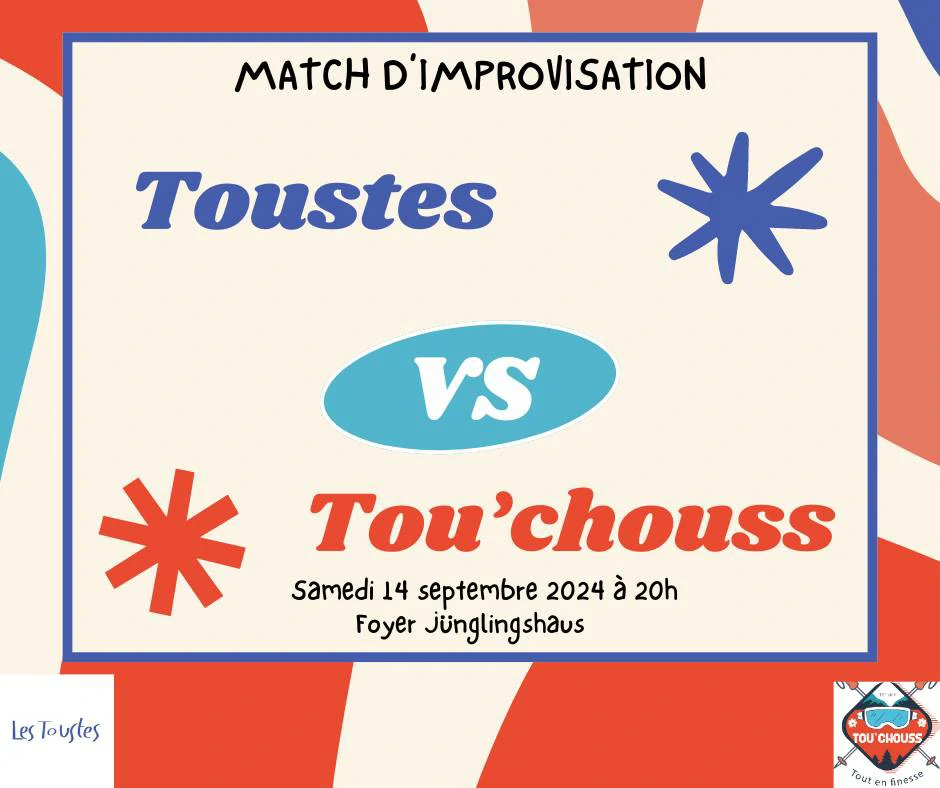 MATCH D'IMPROVISATION
Toustes
VS
Tou'chouss
Samedi 14 septembre 2024 à 20h
Foyer Jünglingshaus
Les Toustes
TOU'CHOUSS
Tout en finesse